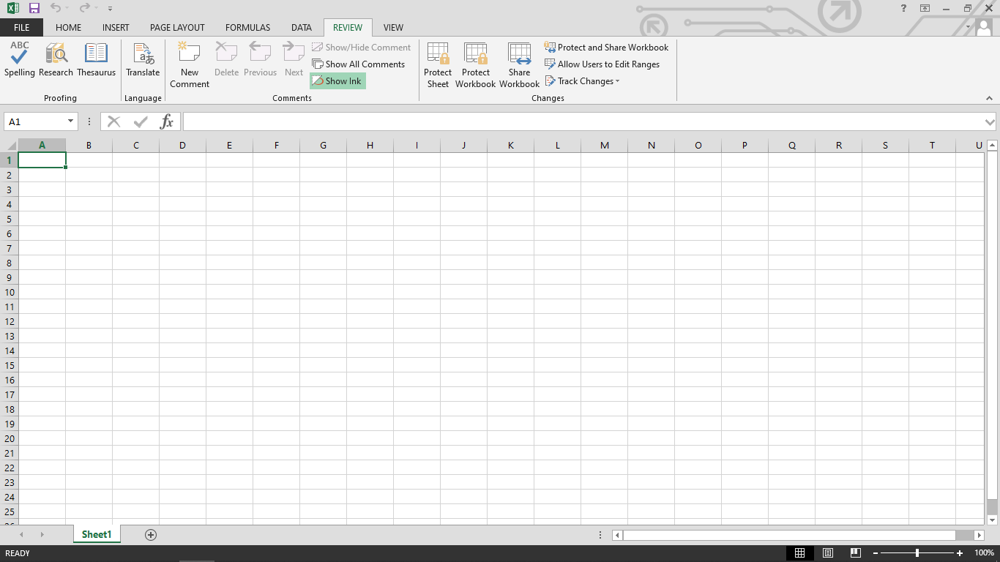 ?
FILE HOME INSERT PAGE LAYOUT FORMULAS DATA REVIEW VIEW
ABC
Spelling Research Thesaurus
Proofing
Translate
Language
New Comment
Delete Previous Next
Show/Hide Comment
Show All Comments
Show Ink
Comments
Protect Sheet
Protect Workbook
Share Workbook
Protect and Share Workbook
Allow Users to Edit Ranges
Track Changes
Changes
A1
fx
A B C D E F G H I J K L M N O P Q R S T U
1
2
3
4
5
6
7
8
9
10
11
12
13
14
15
16
17
18
19
20
21
22
23
24
25
26
Sheet1
READY
100%